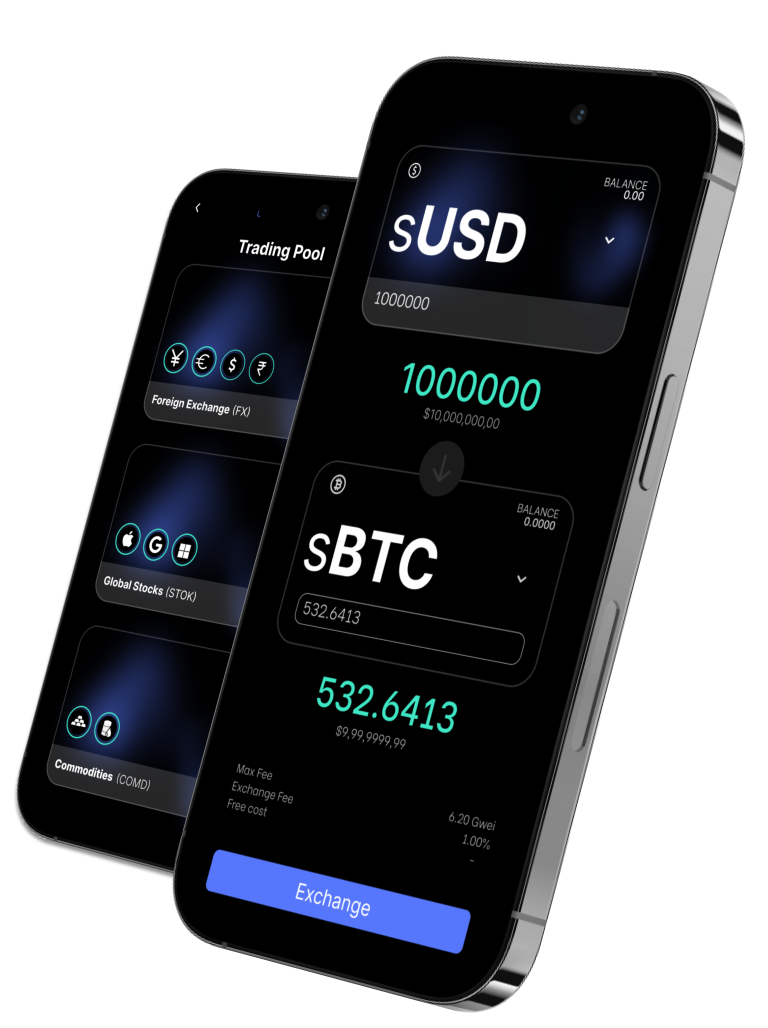 Trading Pool
Foreign Exchange (FX)
Global Stocks (STOK)
Commodities (COMD)
BALANCE
0.00
sUSD
1000000
1000000
$10,000,000,00
BALANCE
0.0000
sBTC
532.6413
532.6413
$9,99,9999,99
Max Fee
6.20 Gwei
Exchange Fee
1.00%
Free cost
–
Exchange